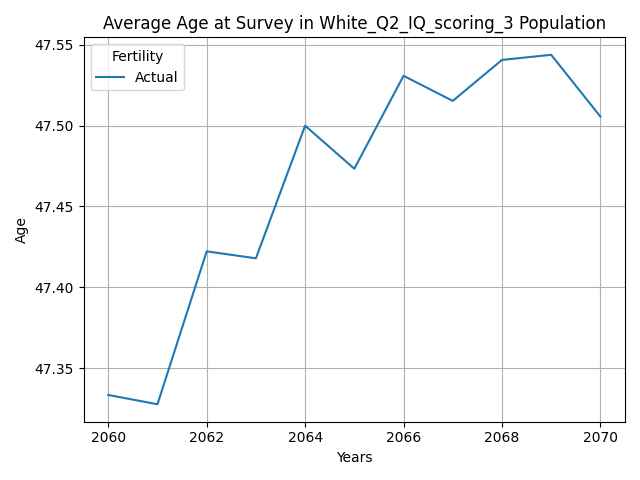 Average Age at Survey in White_Q2_IQ_scoring_3 Population
Fertility
Actual
47.55
47.50
47.45
47.40
47.35
Age
2060 2062 2064 2066 2068 2070
Years